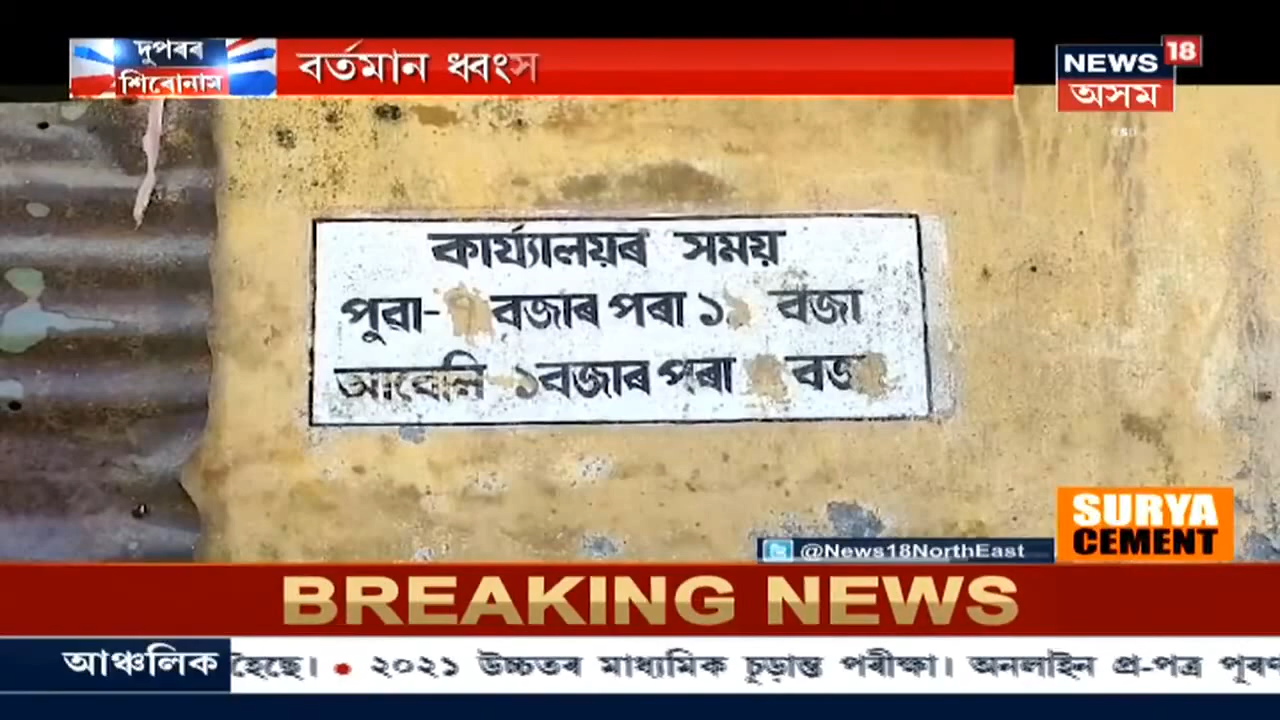 দুপৰৰ
শিৰোনাম
বৰ্তমান ধ্বংস
NEWS 18
অসম
কাৰ্য্যালয়ৰ সময়
পুৱা- বজাৰ পৰা বজা
আবেলি -১বজাৰ পৰা
@News18NorthEast
SURYA
CEMENT
BREAKING NEWS
আঞ্চলিক
হৈছে। • ২০২১ উচ্চতৰ মাধ্যমিক চূড়ান্ত পৰীক্ষা। অনলাইন প্ৰ-পত্ৰ পূৰণ